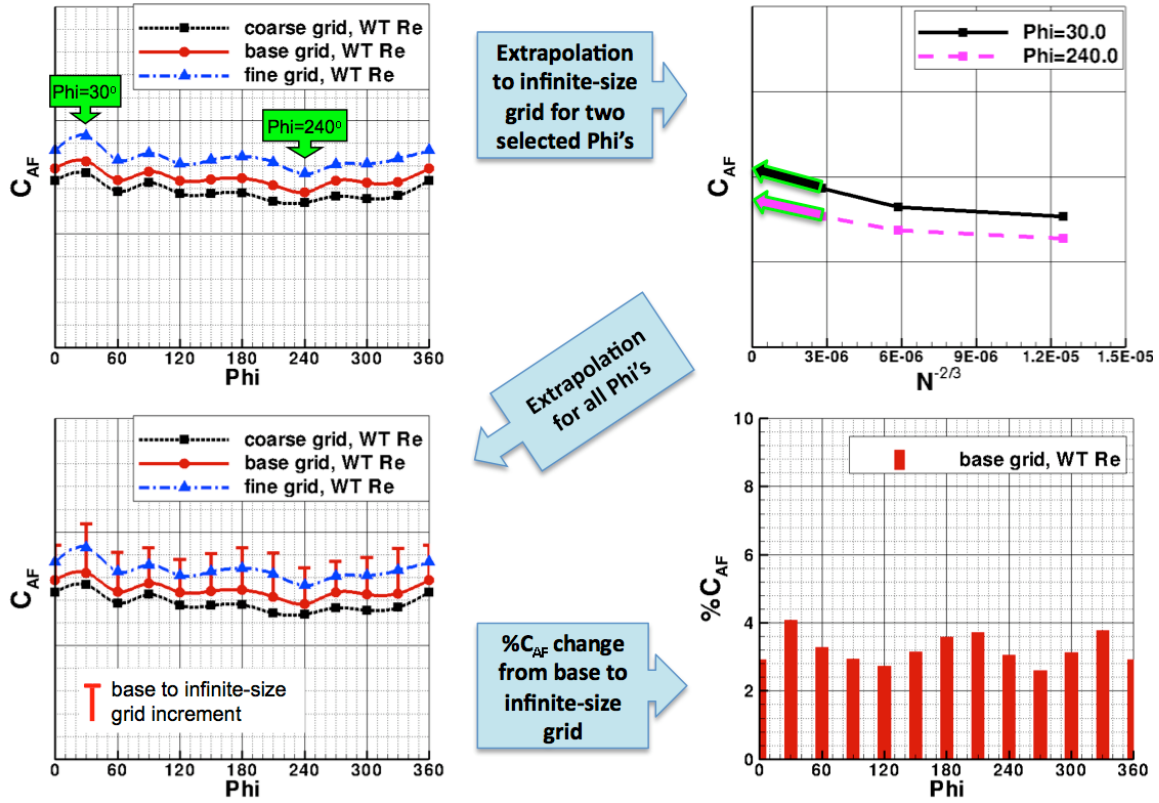 coarse grid, WT Re
base grid, WT Re
fine grid, WT Re
Phi=30°
Phi=240°
C_AF
0 60 120 180 240 300 360
Phi
Extrapolation
to infinite-size
grid for two
selected Phi's
Phi=30.0
Phi=240.0
C_AF
0 3E-06 6E-06 9E-06 1.2E-05 1.5E-05
N^-2/3
Extrapolation
for all Phi's
coarse grid, WT Re
base grid, WT Re
fine grid, WT Re
C_AF
base to infinite-size
grid increment
0 60 120 180 240 300 360
Phi
%C_AF change
from base to
infinite-size
grid
base grid, WT Re
%C_AF
10
8
6
4
2
0
0 60 120 180 240 300 360
Phi